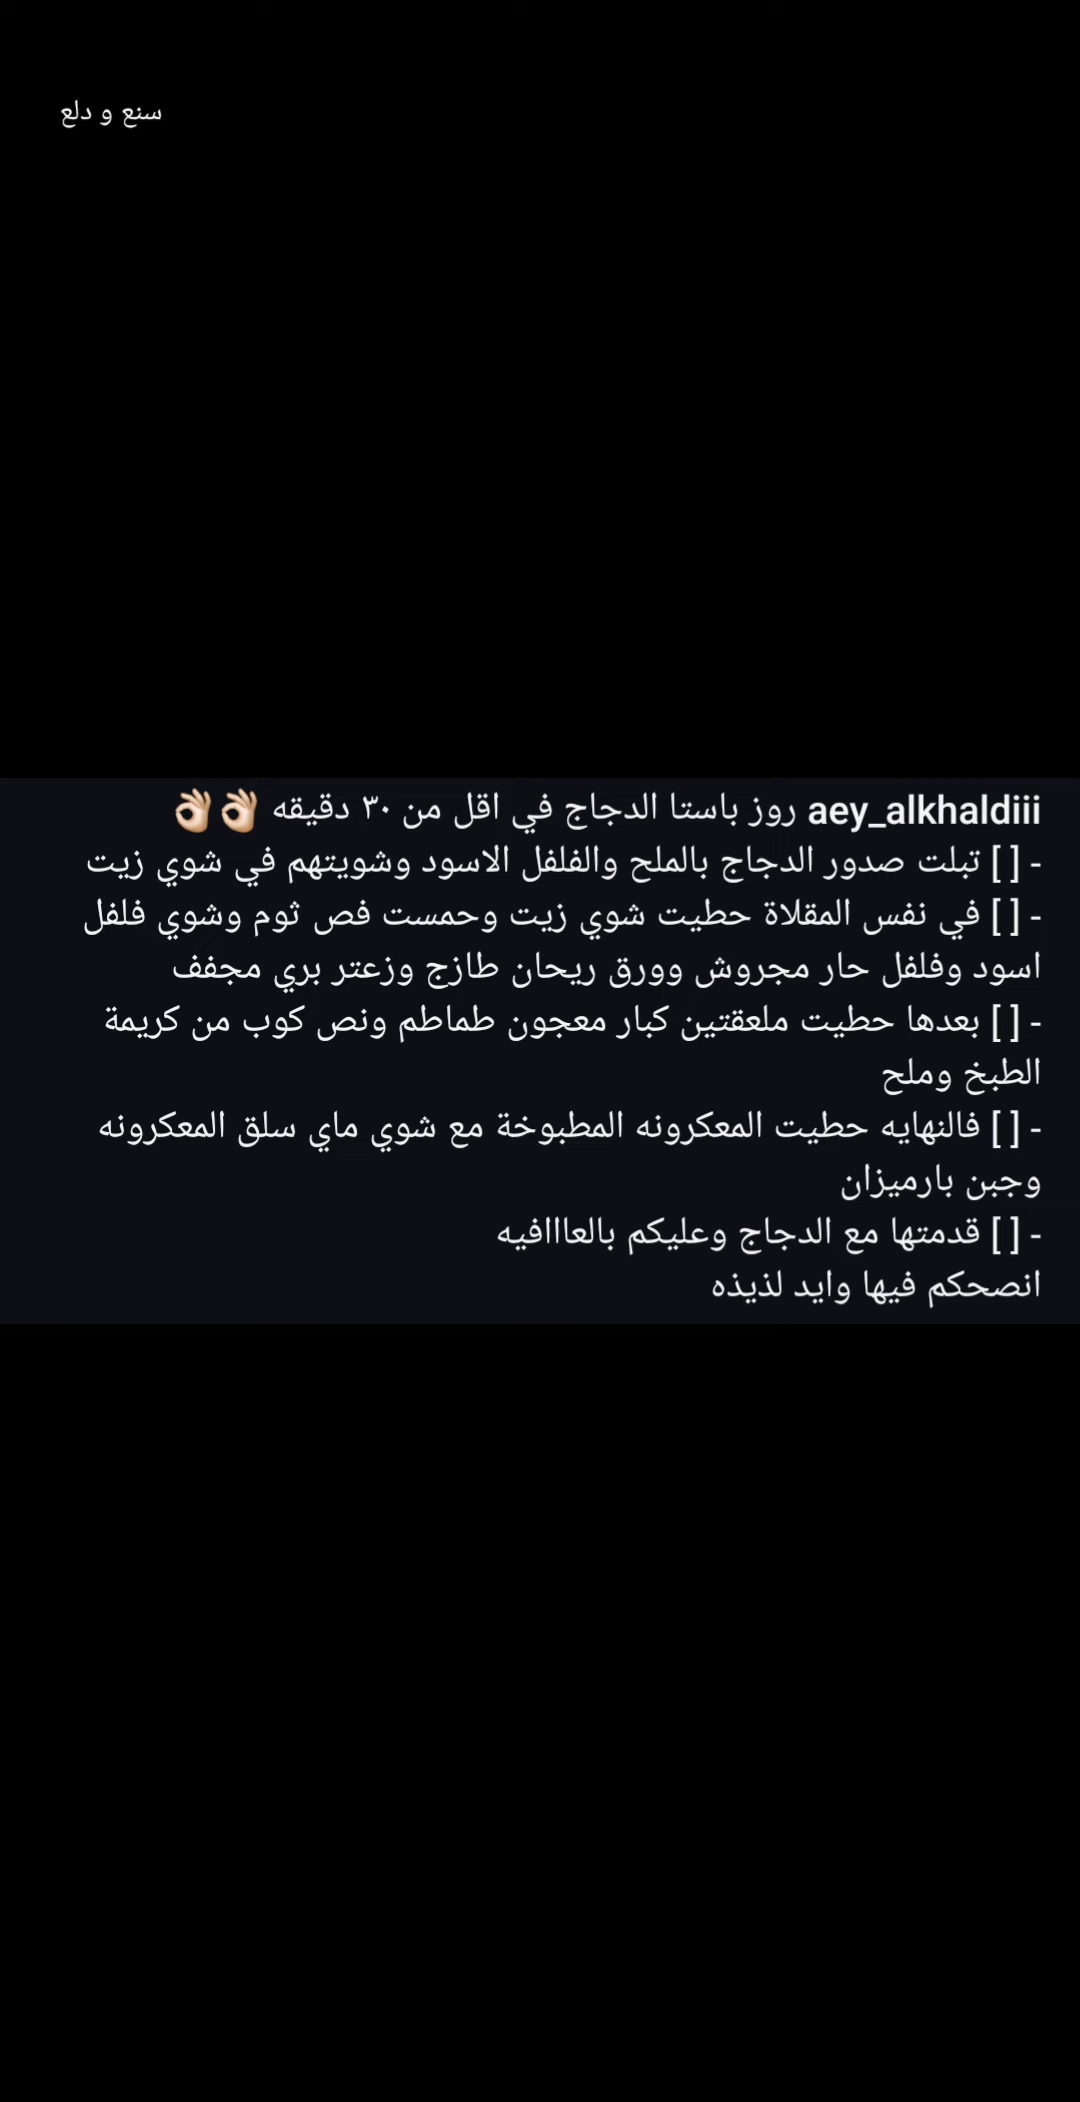 سنع و دلع
aey_alkhaldiii روز باستا الدجاج في اقل من ٣٠ دقيقه 👌🏻👌🏻
- [ ] تبلت صدور الدجاج بالملح والفلفل الاسود وشويتهم في شوي زيت
- [ ] في نفس المقلاة حطيت شوي زيت وحمست فص ثوم وشوي فلفل
اسود وفلفل حار مجروش وورق ريحان طازج وزعتر بري مجفف
- [ ] بعدها حطيت ملعقتين كبار معجون طماطم ونص كوب من كريمة
الطبخ وملح
- [ ] فالنهايه حطيت المعكرونه المطبوخة مع شوي ماي سلق المعكرونه
وجبن بارميزان
- [ ] قدمتها مع الدجاج وعليكم بالعااافيه
انصحكم فيها وايد لذيذه